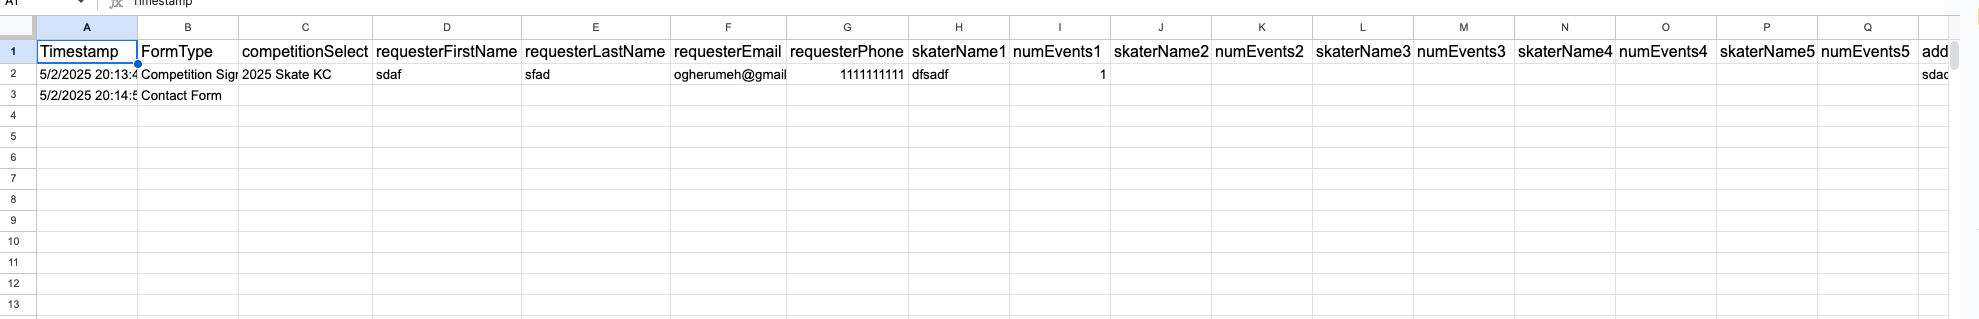 A1 fx Timestamp
A B C D E F G H I J K L M N O P Q
1 Timestamp FormType competitionSelect requesterFirstName requesterLastName requesterEmail requesterPhone skaterName1 numEvents1 skaterName2 numEvents2 skaterName3 numEvents3 skaterName4 numEvents4 skaterName5 numEvents5 add
2 5/2/2025 20:13:4 Competition Sig 2025 Skate KC sdaf sfad ogherumeh@gmail 1111111111 dfsadf 1 sdac
3 5/2/2025 20:14:5 Contact Form
4
5
6
7
8
9
10
11
12
13